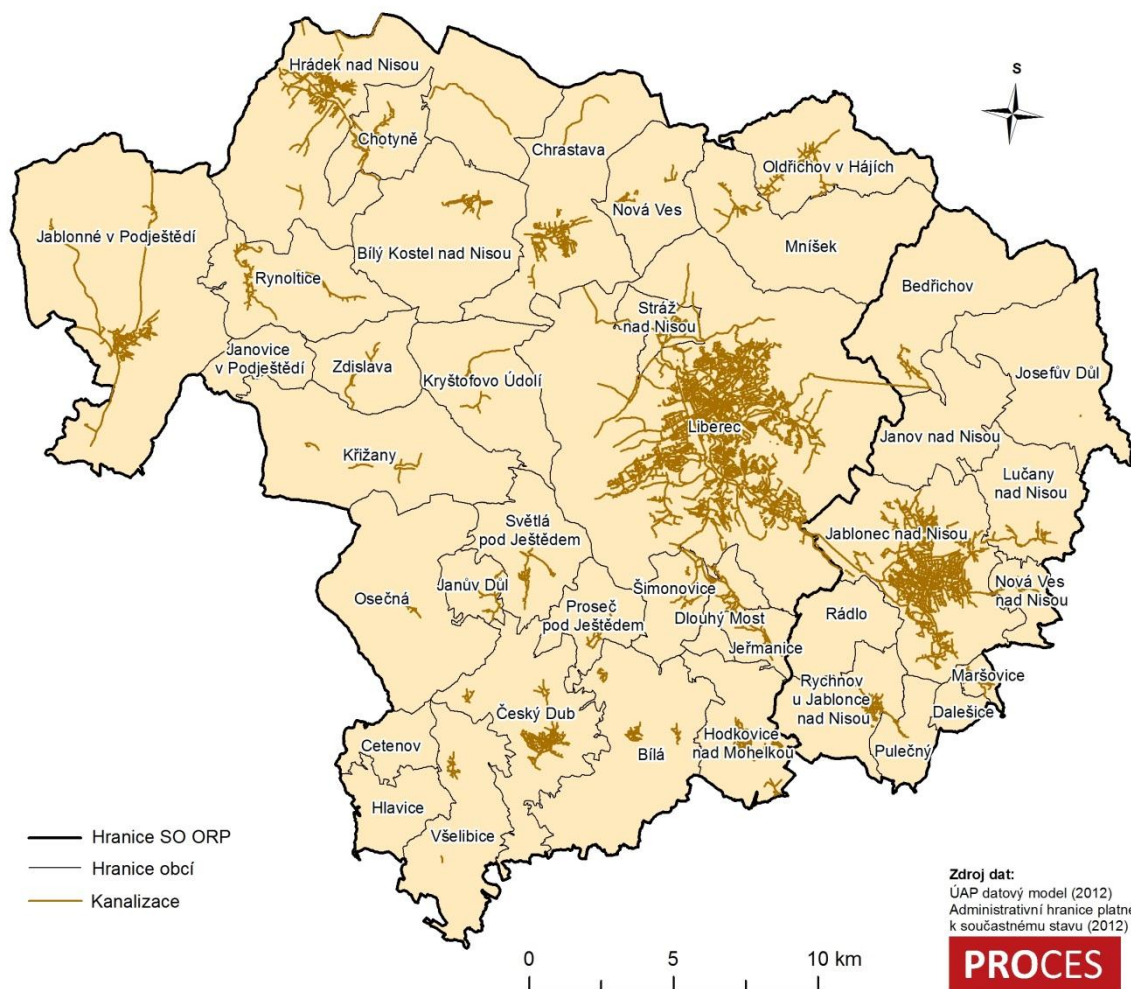 Hrádek nad Nisou
S
Chotyně
Chrastava
Oldřichov v Hájích
Nová Ves
Jablonné v Podještědí
Bílý Kostel nad Nisou
Mníšek
Rynoltice
Bedřichov
Stráž
nad Nisou
Janovice
v Podještědí
Zdislava
Kryštofovo Údolí
Josefův Důl
Liberec
Janov nad Nisou
Křižany
Lučany
nad Nisou
Světlá
pod Ještědem
Jablonec nad Nisou
Osečná
Janův Důl
Šimonovice
Nová Ves
nad Nisou
Proseč
pod Ještědem
Dlouhý Most
Rádlo
Jeřmanice
Maršovice
Rychnov
u Jablonce
nad Nisou
Dalešice
Český Dub
Hodkovice
nad Mohelkou
Cetenov
Bílá
Pulečný
Hlavice
Všelibice
Hranice SO ORP
Hranice obcí
Kanalizace
Zdroj dat:
ÚAP datový model (2012)
Administrativní hranice platné
k součastnému stavu (2012)
0 5 10 km
PROCES